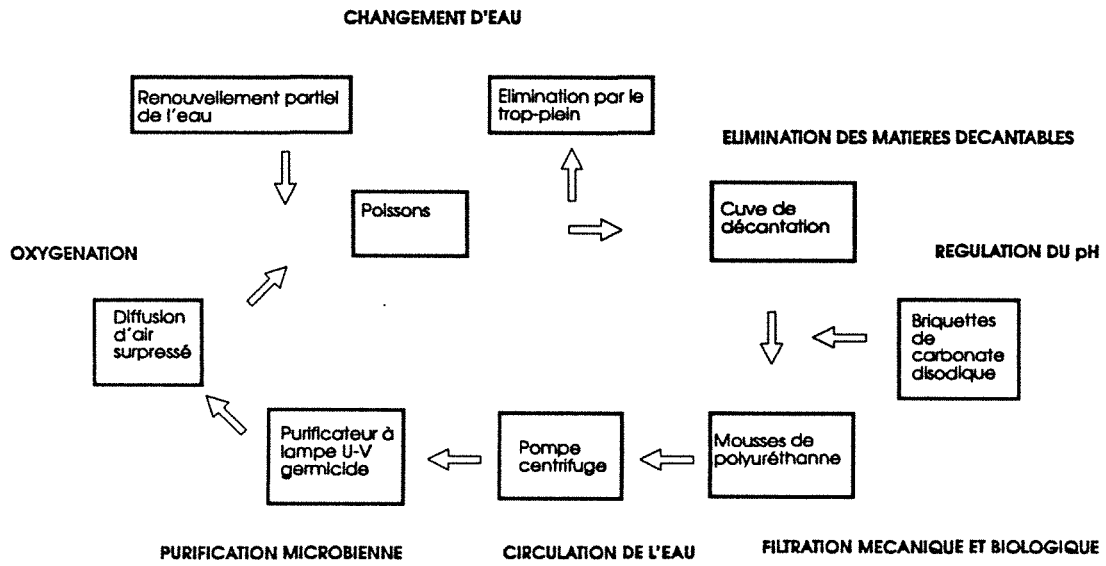 CHANGEMENT D'EAU
Renouvellement partiel
de l'eau
Elimination par le
trop-plein
ELIMINATION DES MATIERES DECANTABLES
Poissons
Cuve de
décantation
OXYGENATION
REGULATION DU pH
Diffusion
d'air
surpressé
Briquettes
de
carbonate
disodique
Purificateur à
lampe U-V
germicide
Pompe
centrifuge
Mousses de
polyuréthanne
PURIFICATION MICROBIENNE
CIRCULATION DE L'EAU
FILTRATION MECANIQUE ET BIOLOGIQUE